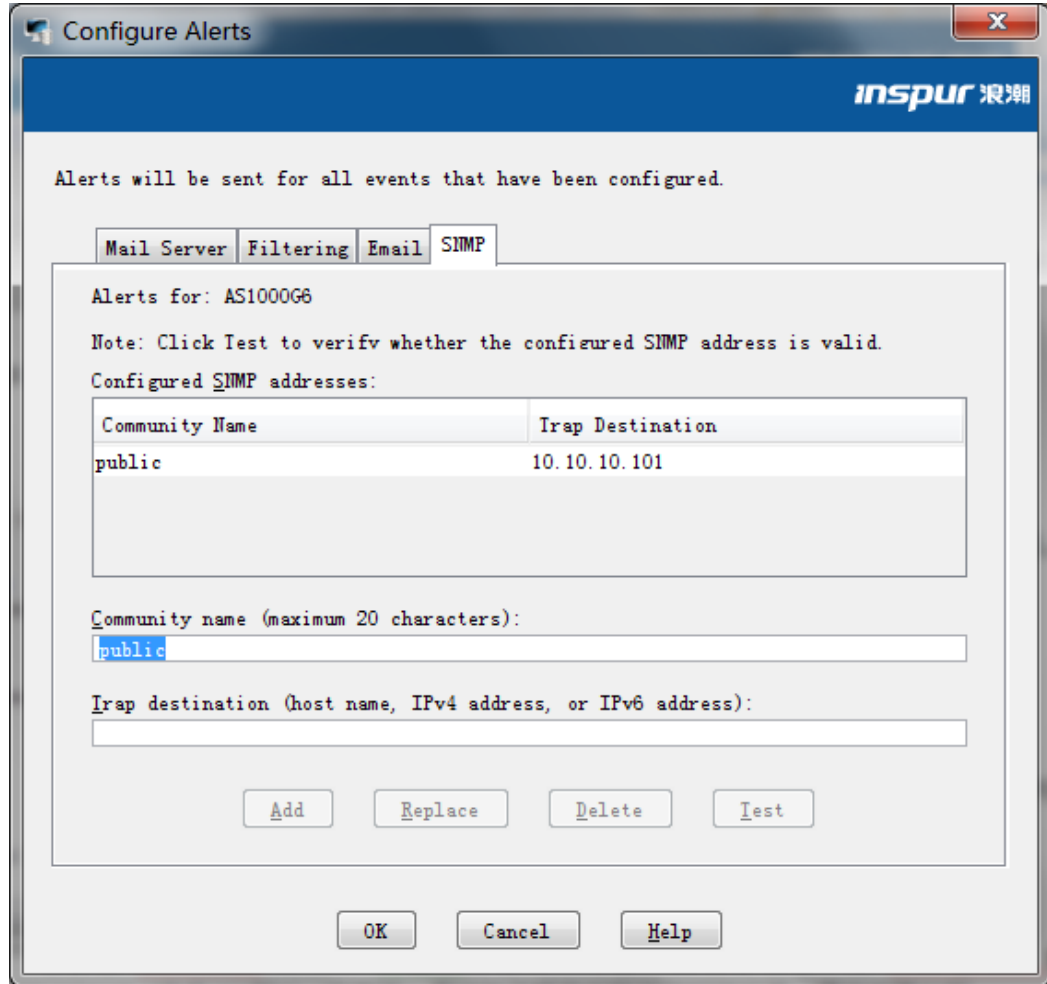 Configure Alerts
inspur 浪潮
Alerts will be sent for all events that have been configured.
Mail Server Filtering Email SNMP
Alerts for: AS1000G6
Note: Click Test to verify whether the configured SNMP address is valid.
Configured SNMP addresses:
Community Name Trap Destination
public 10.10.10.101
Community name (maximum 20 characters):
public
Trap destination (host name, IPv4 address, or IPv6 address):
Add Replace Delete Test
OK Cancel Help